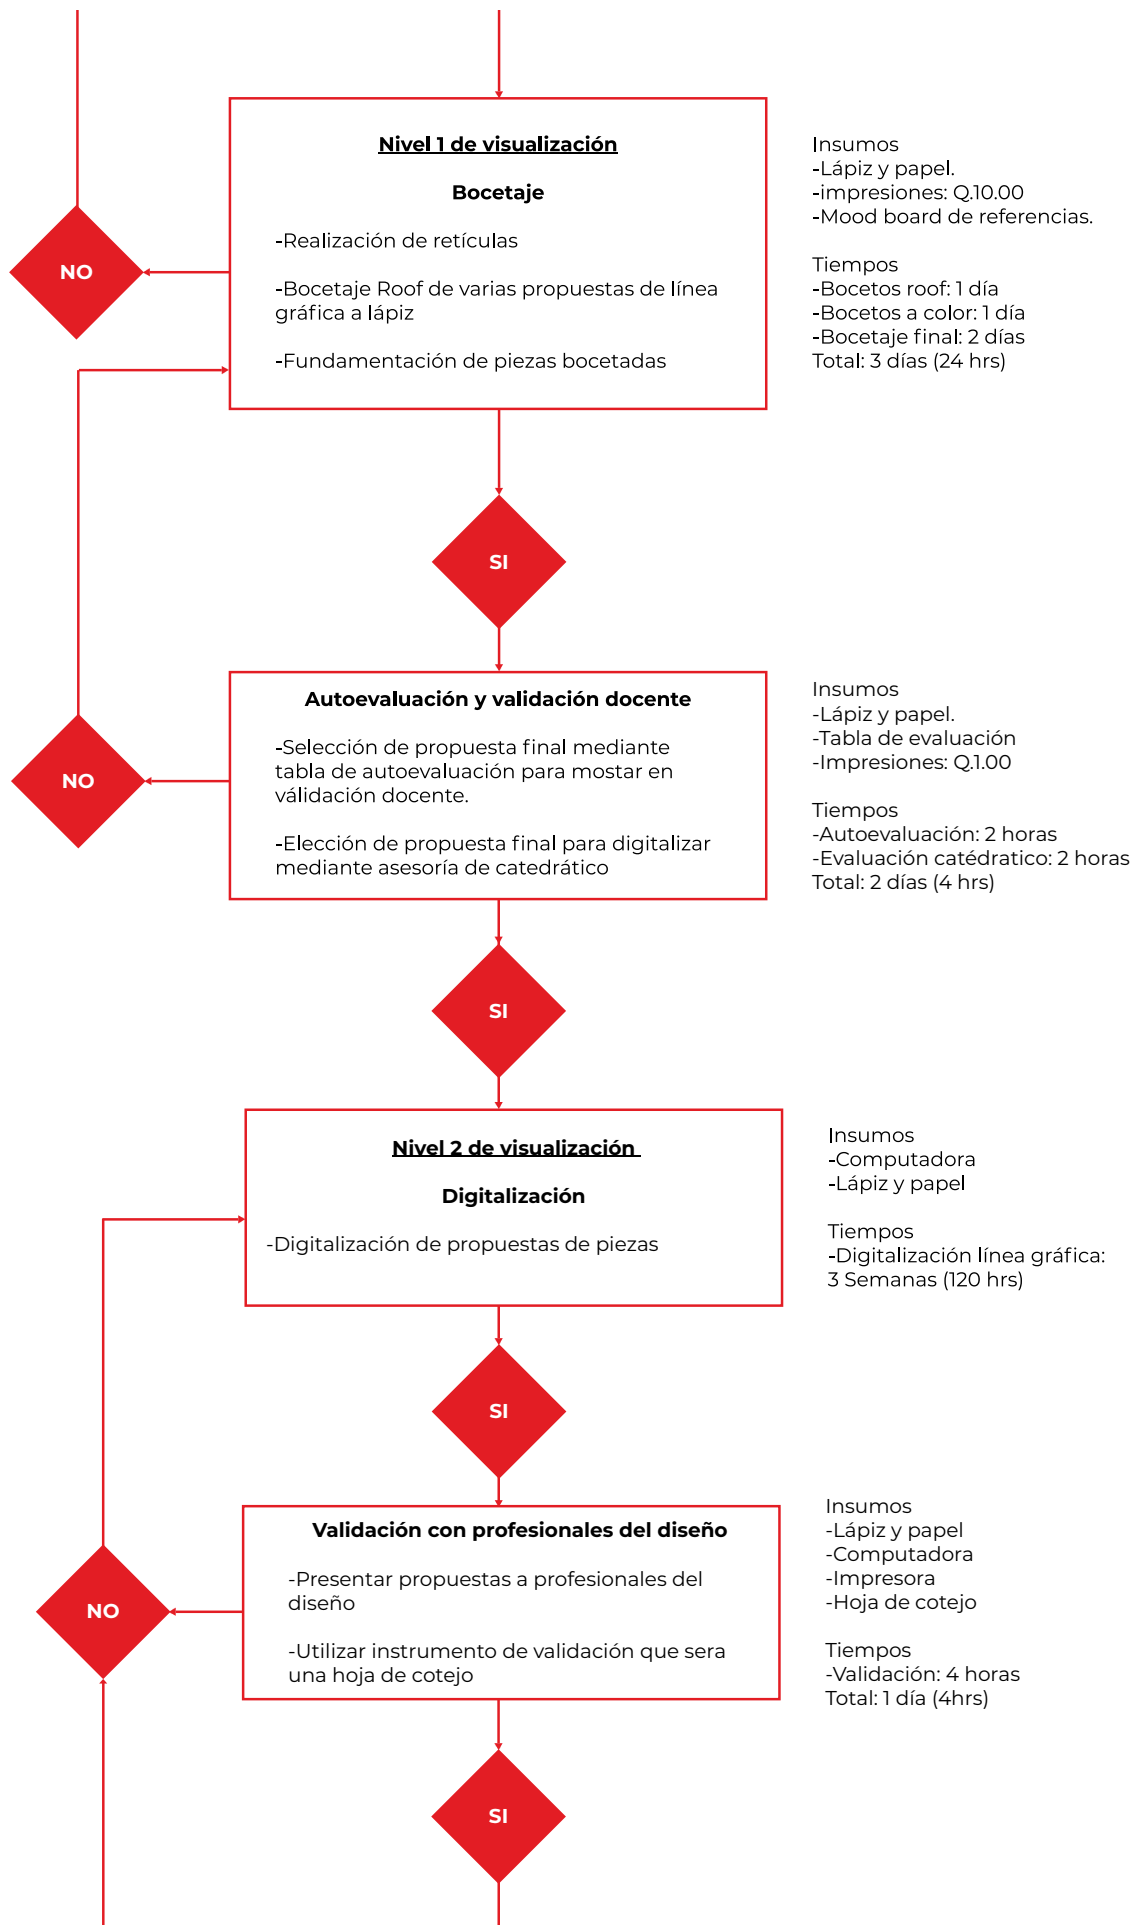 Nivel 1 de visualización
Bocetaje
-Realización de retículas
-Bocetaje Roof de varias propuestas de línea
gráfica a lápiz
-Fundamentación de piezas bocetadas
Insumos
-Lápiz y papel.
-impresiones: Q.10.00
-Mood board de referencias.
Tiempos
-Bocetos roof: 1 día
-Bocetos a color: 1 día
-Bocetaje final: 2 días
Total: 3 días (24 hrs)
NO
SI
Autoevaluación y validación docente
-Selección de propuesta final mediante
tabla de autoevaluación para mostar en
válidación docente.
-Elección de propuesta final para digitalizar
mediante asesoría de catedrático
Insumos
-Lápiz y papel.
-Tabla de evaluación
-Impresiones: Q.1.00
Tiempos
-Autoevaluación: 2 horas
-Evaluación catédratico: 2 horas
Total: 2 días (4 hrs)
NO
SI
Nivel 2 de visualización
Digitalización
-Digitalización de propuestas de piezas
Insumos
-Computadora
-Lápiz y papel
Tiempos
-Digitalización línea gráfica:
3 Semanas (120 hrs)
SI
Validación con profesionales del diseño
-Presentar propuestas a profesionales del
diseño
-Utilizar instrumento de validación que sera
una hoja de cotejo
Insumos
-Lápiz y papel
-Computadora
-Impresora
-Hoja de cotejo
Tiempos
-Validación: 4 horas
Total: 1 día (4hrs)
NO
SI